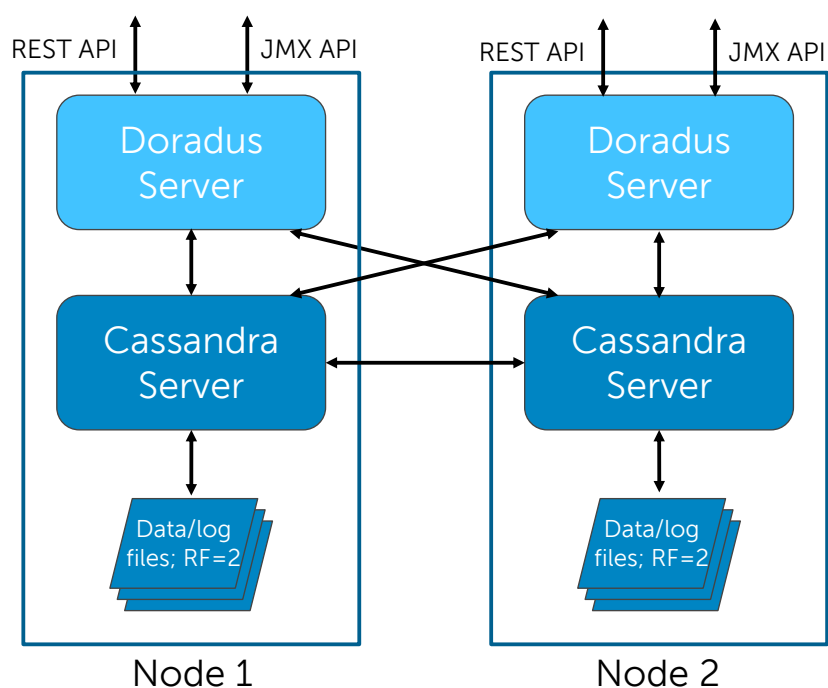 REST API
JMX API
REST API
JMX API
Doradus
Server
Doradus
Server
Cassandra
Server
Cassandra
Server
Data/log
files; RF=2
Data/log
files; RF=2
Node 1
Node 2